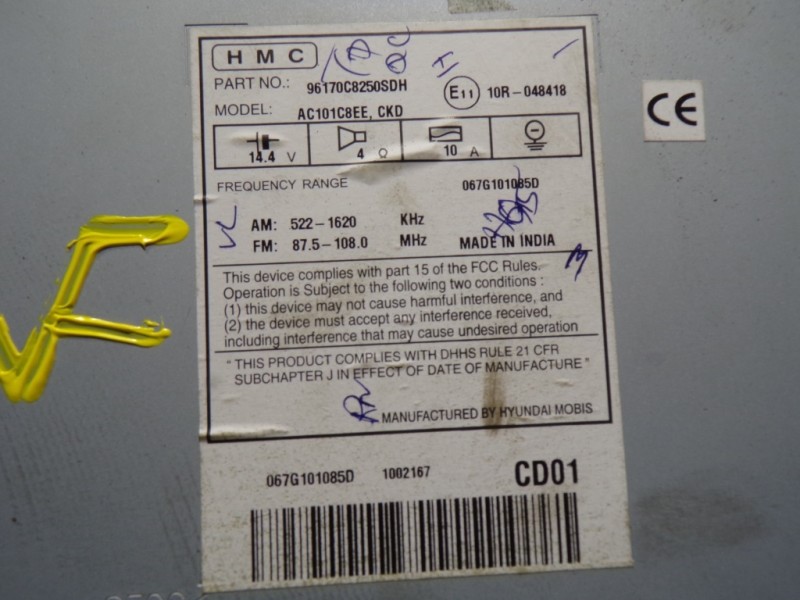 HMC
PART NO.: 96170C8250SDH
E11 10R-048418
MODEL: AC101C8EE, CKD
CE
14.4 V 4 Ω 10 A
FREQUENCY RANGE 067G101085D
AM: 522-1620 KHz
FM: 87.5-108.0 MHz MADE IN INDIA
This device complies with part 15 of the FCC Rules.
Operation is Subject to the following two conditions :
(1) this device may not cause harmful interference, and
(2) the device must accept any interference received,
including interference that may cause undesired operation
"THIS PRODUCT COMPLIES WITH DHHS RULE 21 CFR
SUBCHAPTER J IN EFFECT OF DATE OF MANUFACTURE"
MANUFACTURED BY HYUNDAI MOBIS
067G101085D 1002167 CD01